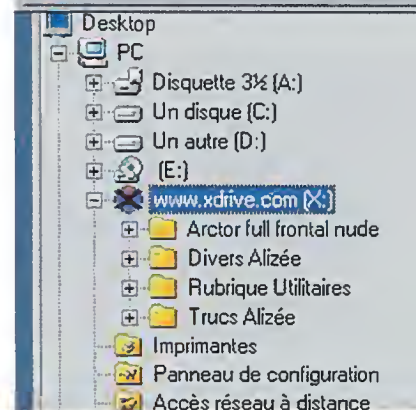 Desktop
PC
Disquette 3½ (A:)
Un disque (C:)
Un autre (D:)
(E:)
www.xdrive.com (X:)
Arctor full frontal nude
Divers Alizée
Rubrique Utilitaires
Trucs Alizée
Imprimantes
Panneau de configuration
Accès réseau à distance